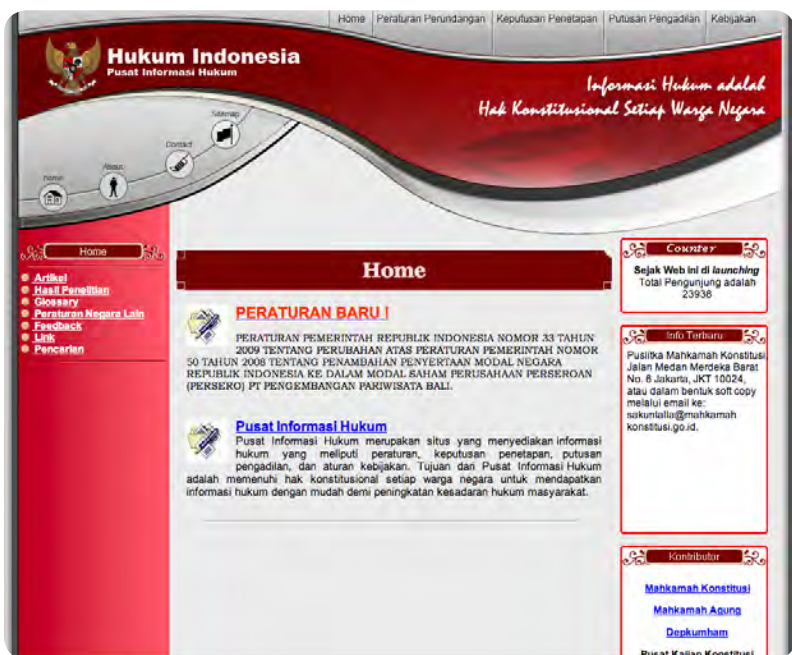 Home Peraturan Perundangan Keputusan Penetapan Putusan Pengadilan Kebijakan
Hukum Indonesia
Pusat Informasi Hukum
Informasi Hukum adalah
Hak Konstitusional Setiap Warga Negara
Sitemap
Contact
About
Home
Home
Artikel
Hasil Penelitian
Glossary
Peraturan Negara Lain
Feedback
Link
Pencarian
Home
PERATURAN BARU !
PERATURAN PEMERINTAH REPUBLIK INDONESIA NOMOR 33 TAHUN
2009 TENTANG PERUBAHAN ATAS PERATURAN PEMERINTAH NOMOR
50 TAHUN 2008 TENTANG PENAMBAHAN PENYERTAAN MODAL NEGARA
REPUBLIK INDONESIA KE DALAM MODAL SAHAM PERUSAHAAN PERSEROAN
(PERSERO) PT PENGEMBANGAN PARIWISATA BALI.
Pusat Informasi Hukum
Pusat Informasi Hukum merupakan situs yang menyediakan informasi
hukum yang meliputi peraturan, keputusan penetapan, putusan
pengadilan, dan aturan kebijakan. Tujuan dari Pusat Informasi Hukum
adalah memenuhi hak konstitusional setiap warga negara untuk mendapatkan
informasi hukum dengan mudah demi peningkatan kesadaran hukum masyarakat.
Counter
Sejak Web ini di launching
Total Pengunjung adalah
23938
Info Terbaru
Puslitka Mahkamah Konstitusi,
Jalan Medan Merdeka Barat
No. 6 Jakarta, JKT 10024,
atau dalam bentuk soft copy
melalui email ke:
sakuntalla@mahkamah
konstitusi.go.id.
Kontributor
Mahkamah Konstitusi
Mahkamah Agung
Depkumham
Pusat Kajian Konstitusi